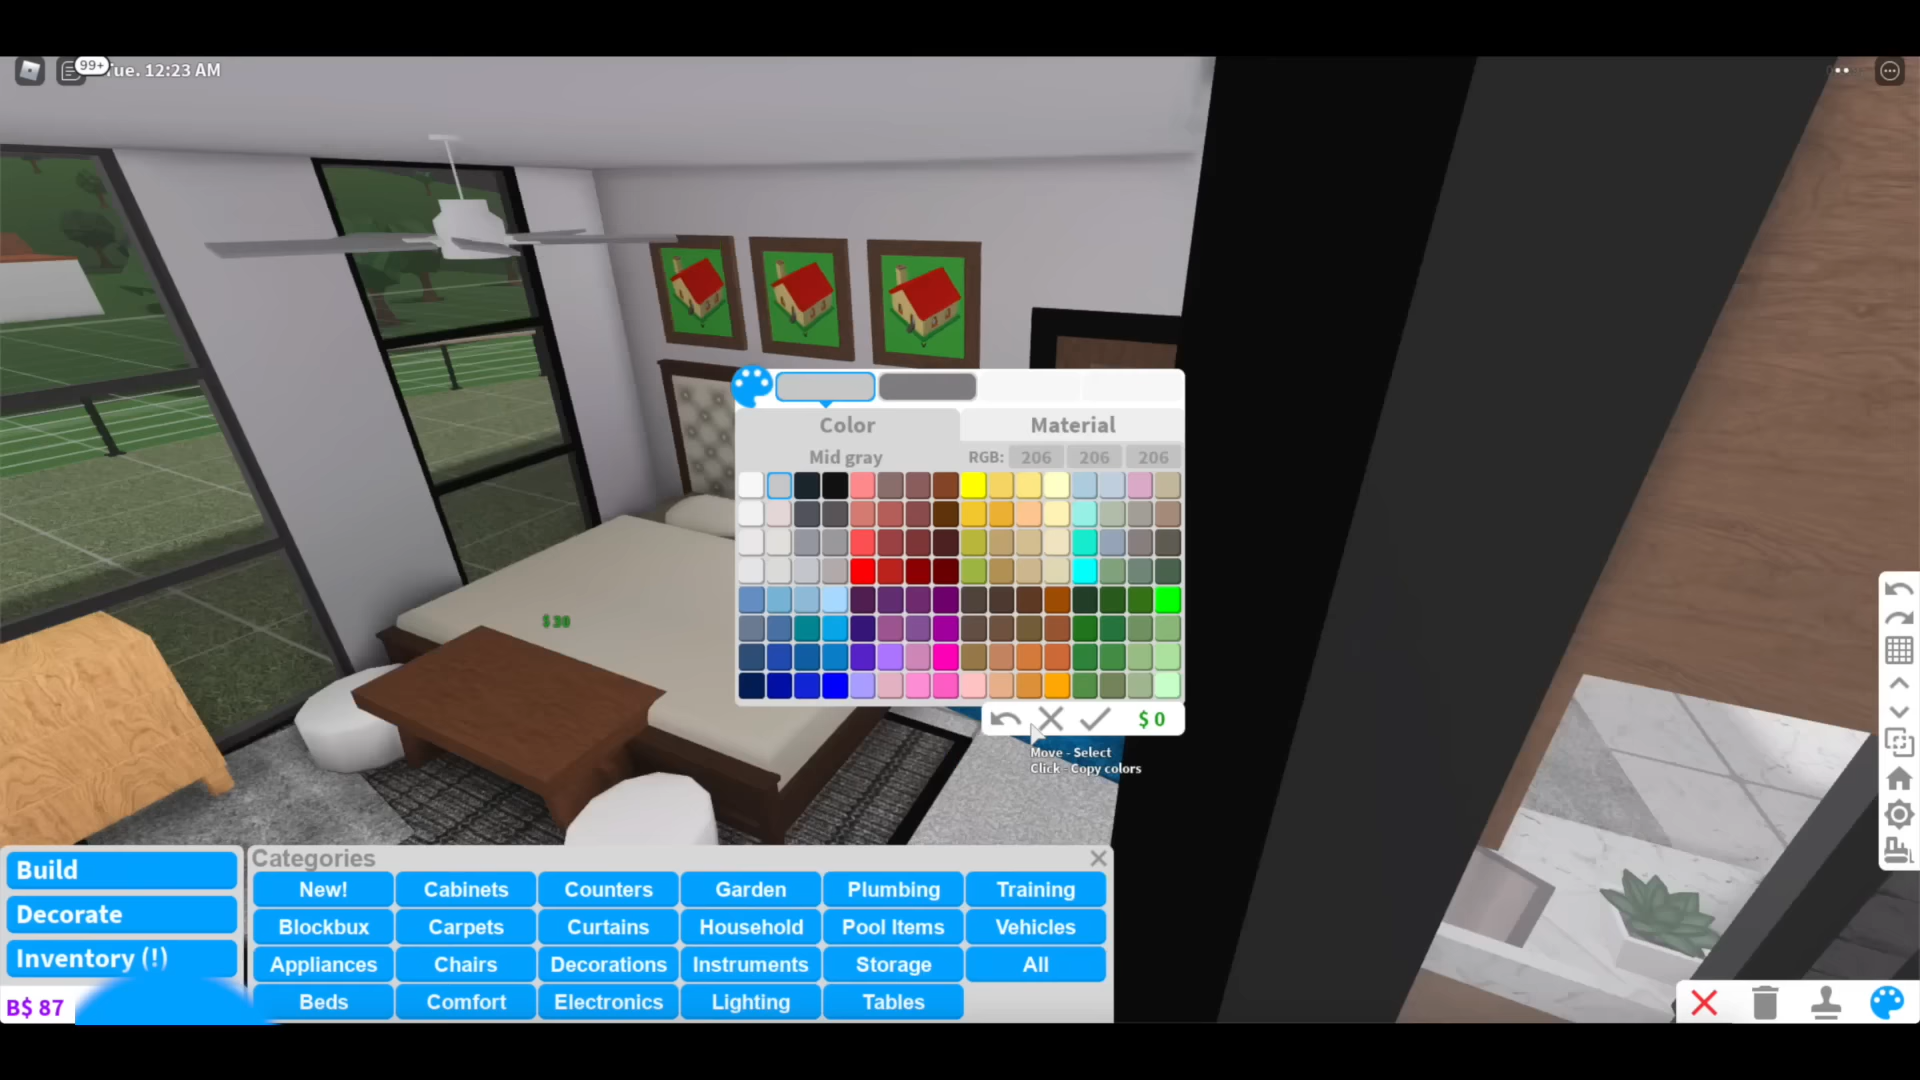 99+
Tue. 12:23 AM
Color
Material
Mid gray
RGB: 206 206 206
$30
$ 0
Move - Select
Click - Copy colors
Build
Decorate
Inventory (!)
B$ 87
Categories
New! Cabinets Counters Garden Plumbing Training
Blockbux Carpets Curtains Household Pool Items Vehicles
Appliances Chairs Decorations Instruments Storage All
Beds Comfort Electronics Lighting Tables